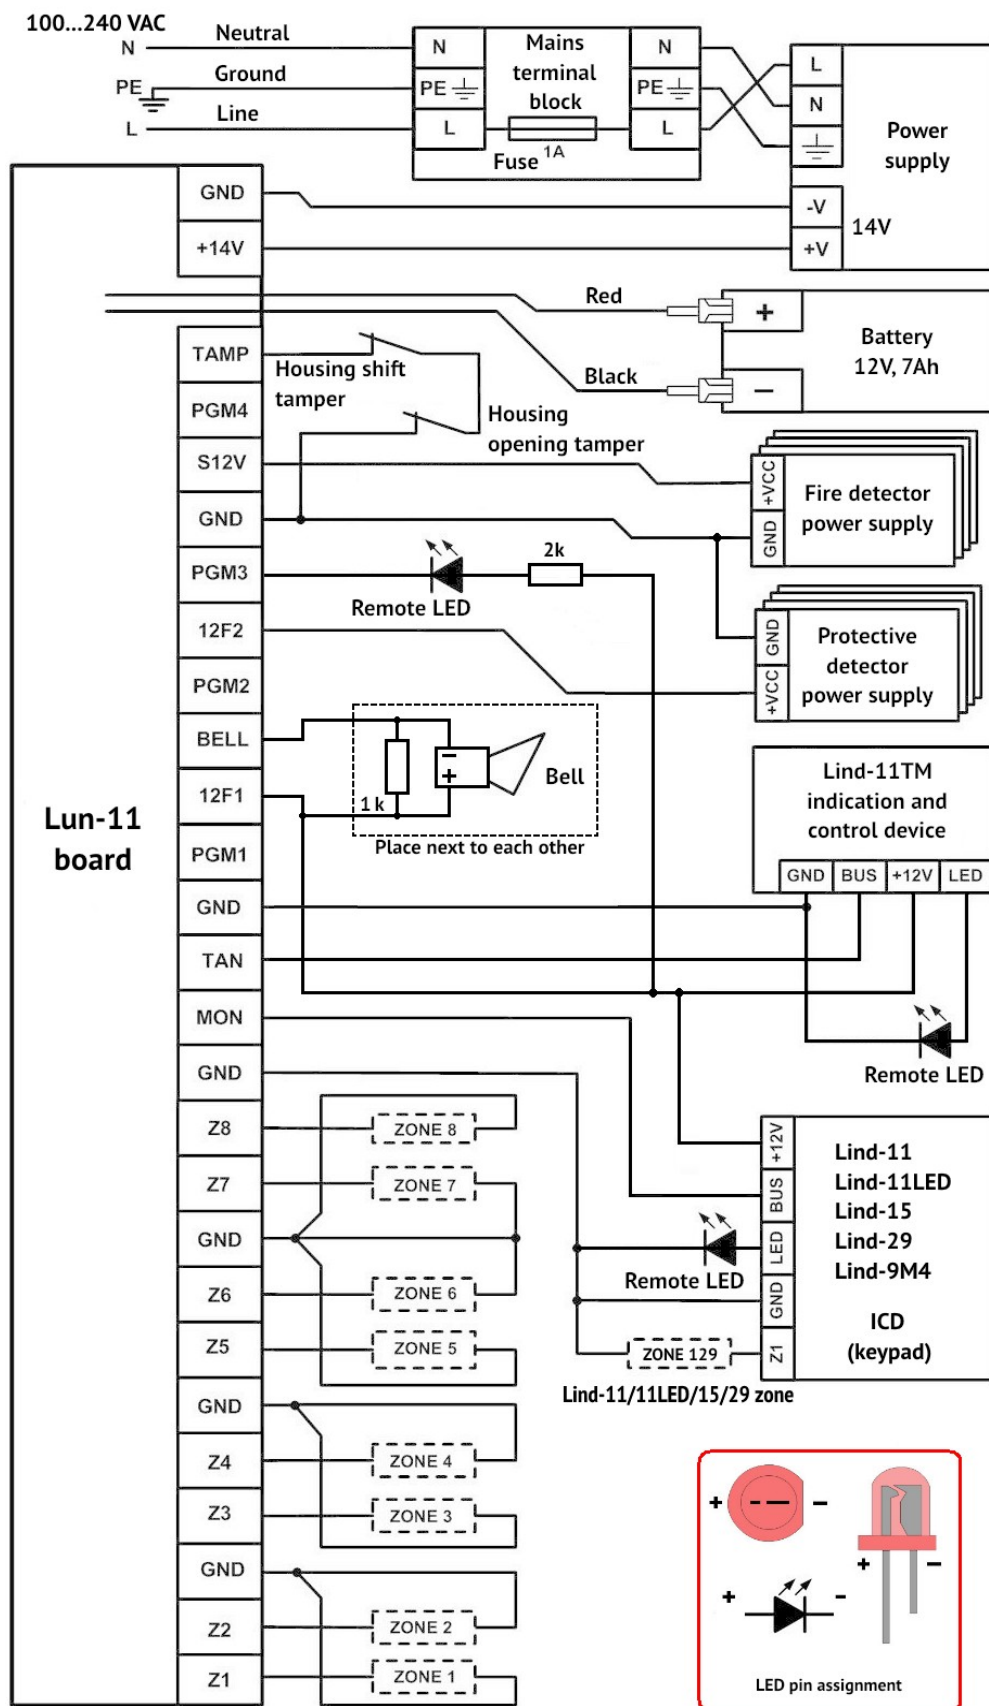 100...240 VAC
N
Neutral
PE
Ground
L
Line
N
PE
L
Mains
terminal
block
Fuse
1A
N
PE
L
L
N
Power
supply
-V
+V
14V
Lun-11
board
GND
+14V
TAMP
PGM4
S12V
GND
PGM3
12F2
PGM2
BELL
12F1
PGM1
GND
TAN
MON
GND
Z8
Z7
GND
Z6
Z5
GND
Z4
Z3
GND
Z2
Z1
Red
Black
+
−
Battery
12V, 7Ah
Housing shift
tamper
Housing
opening tamper
+VCC
GND
Fire detector
power supply
2k
Remote LED
GND
+VCC
Protective
detector
power supply
1 k
−
+
Bell
Place next to each other
Lind-11TM
indication and
control device
GND
BUS
+12V
LED
Remote LED
ZONE 8
ZONE 7
ZONE 6
ZONE 5
ZONE 4
ZONE 3
ZONE 2
ZONE 1
+12V
BUS
LED
GND
Z1
Lind-11
Lind-11LED
Lind-15
Lind-29
Lind-9M4
ICD
(keypad)
Remote LED
ZONE 129
Lind-11/11LED/15/29 zone
+
−
+
−
+
−
LED pin assignment